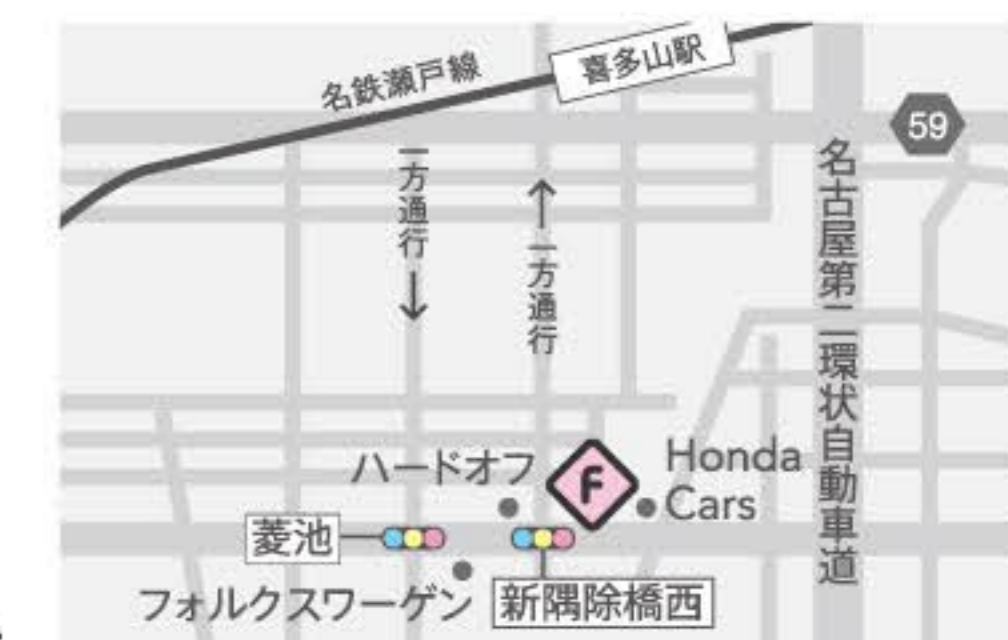 名鉄瀬戸線
喜多山駅
59
名古屋第二環状自動車道
一方通行
一方通行
ハードオフ
F
Honda
Cars
菱池
フォルクスワーゲン
新隅除橋西